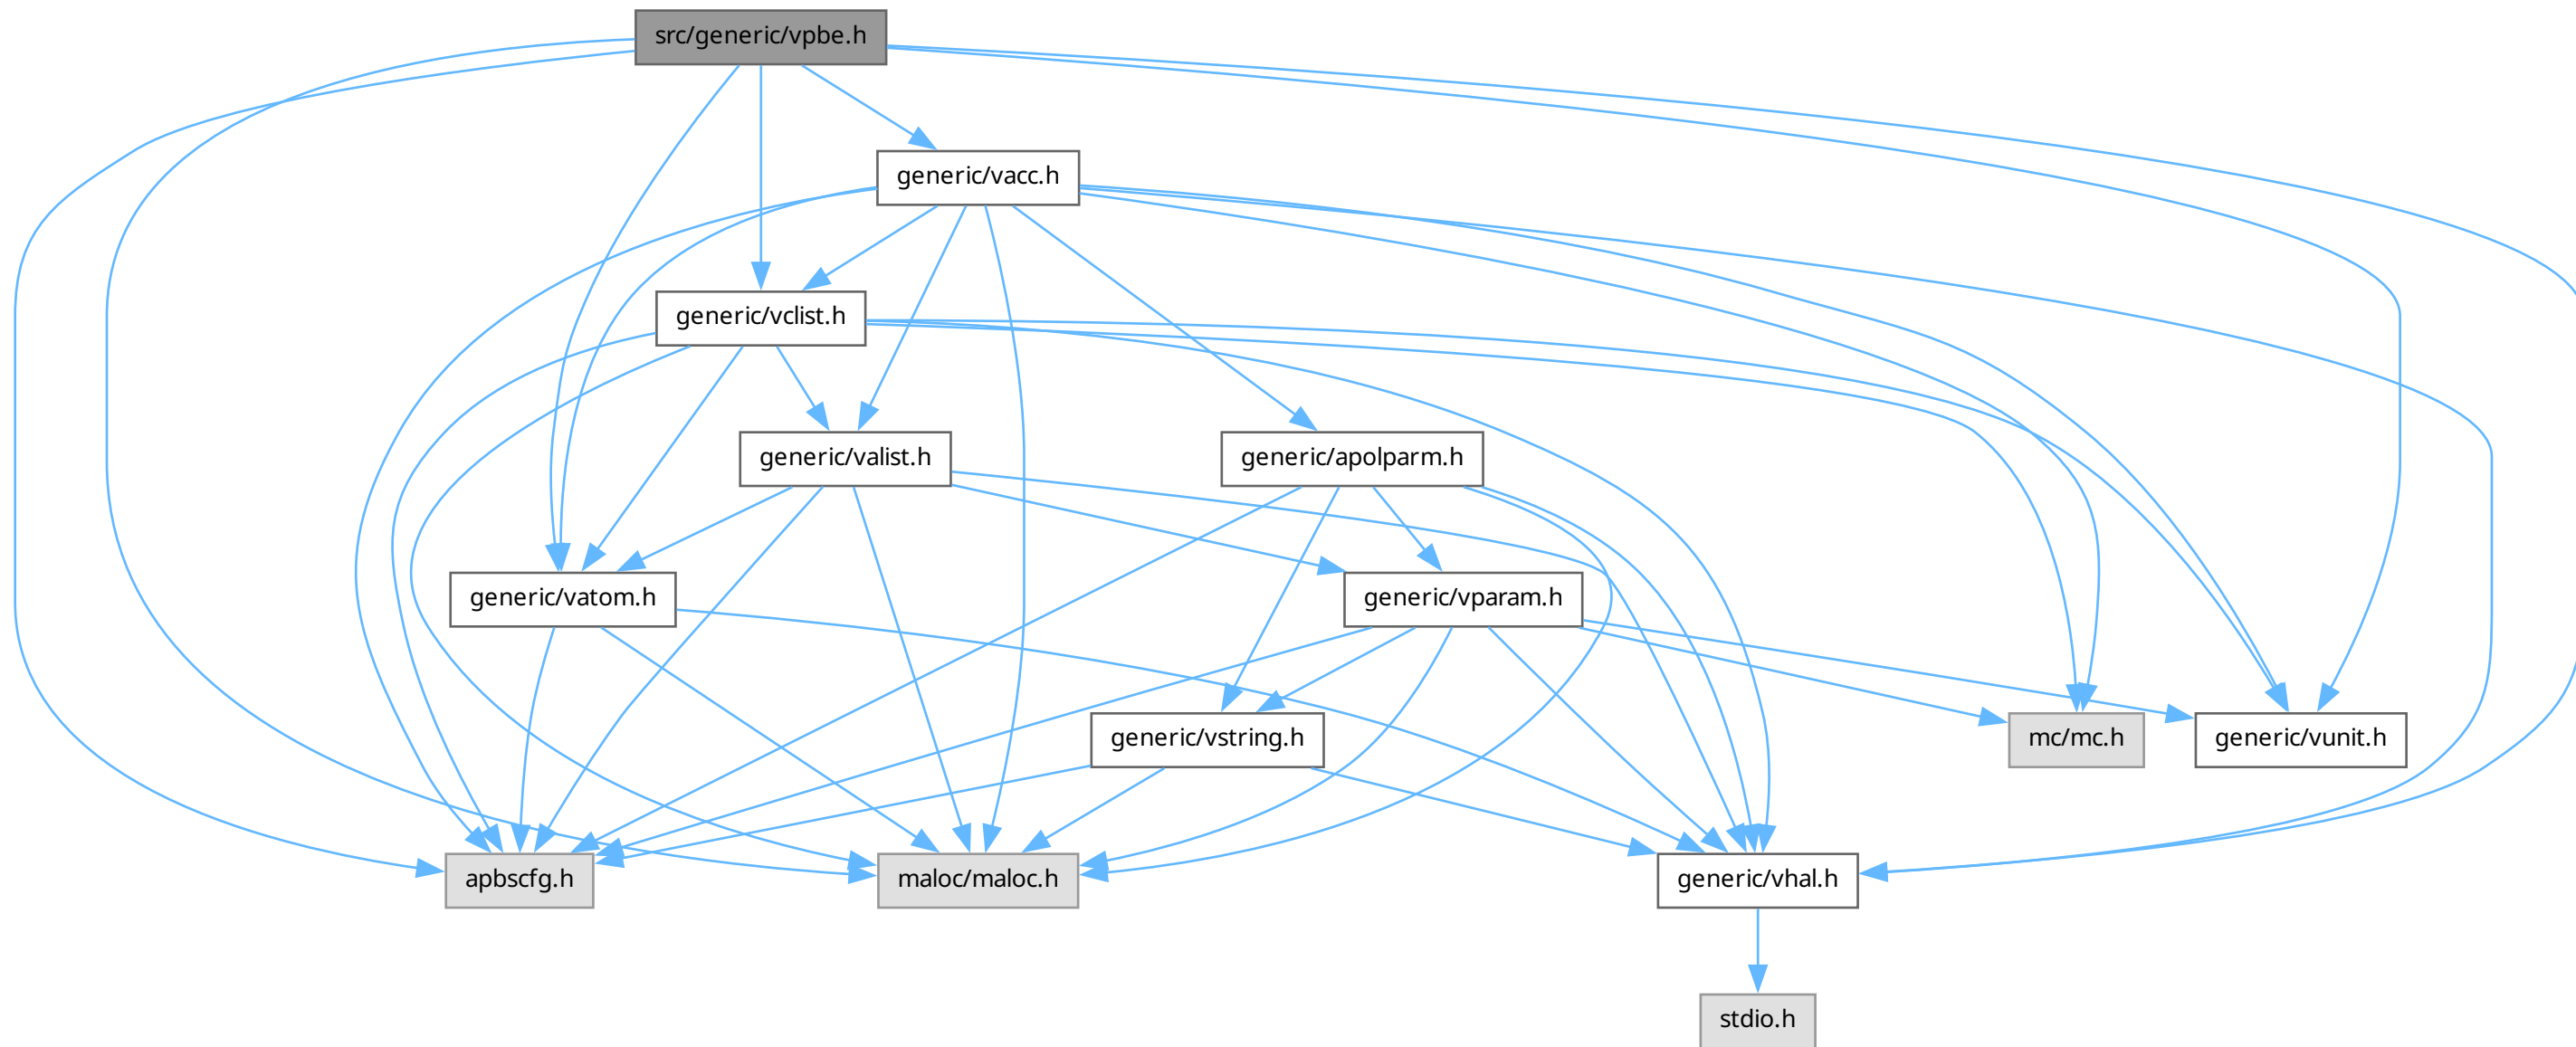 src/generic/vpbe.h
generic/vacc.h
generic/vclist.h
generic/valist.h
generic/apolparm.h
generic/vatom.h
generic/vparam.h
generic/vstring.h
mc/mc.h
generic/vunit.h
apbscfg.h
maloc/maloc.h
generic/vhal.h
stdio.h